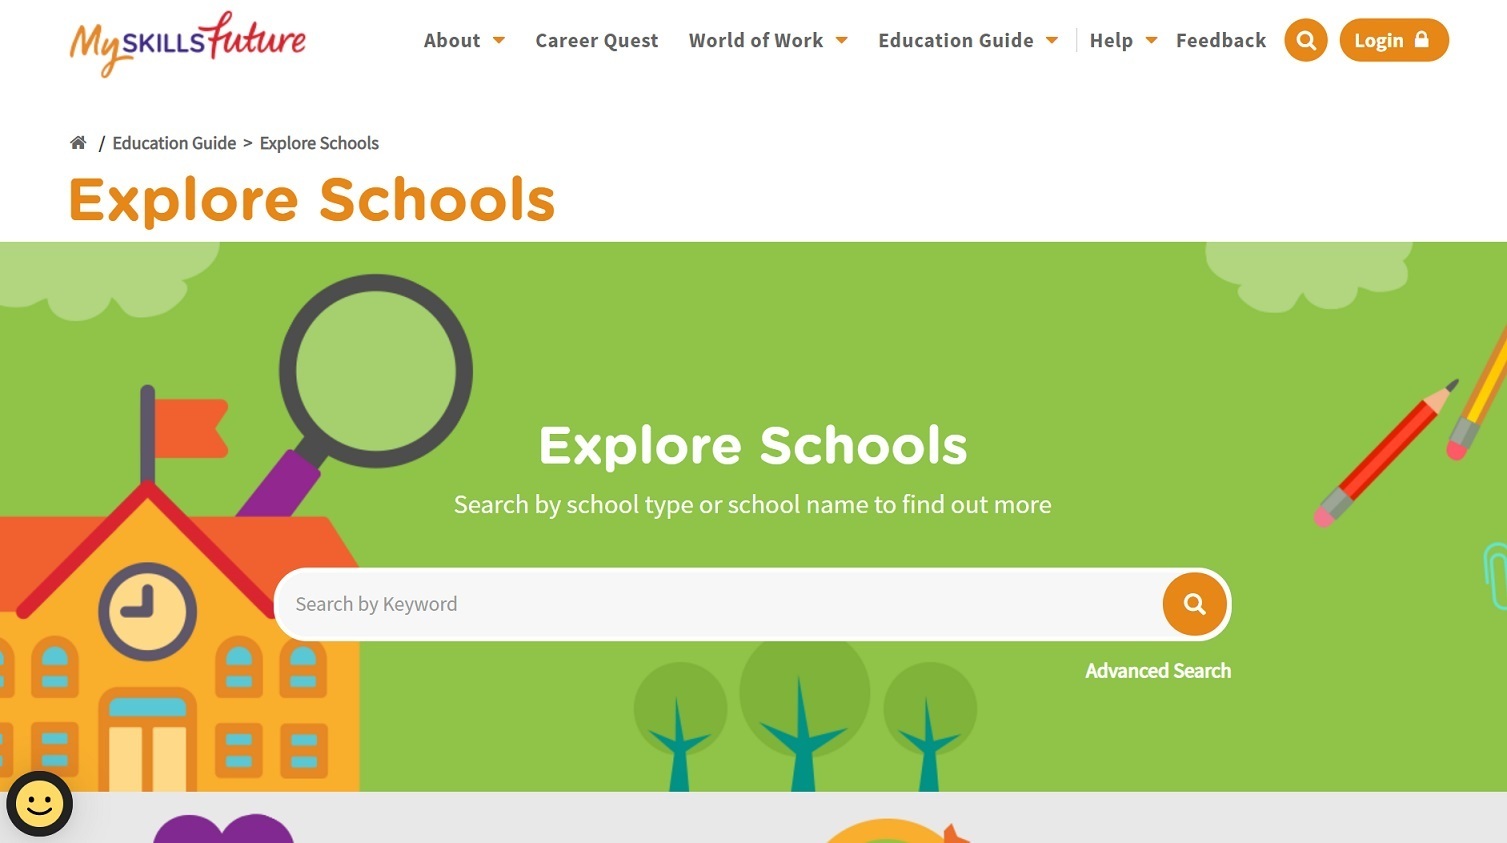 MySKILLSfuture
About
Career Quest
World of Work
Education Guide
Help
Feedback
Login
/ Education Guide > Explore Schools
Explore Schools
Explore Schools
Search by school type or school name to find out more
Search by Keyword
Advanced Search